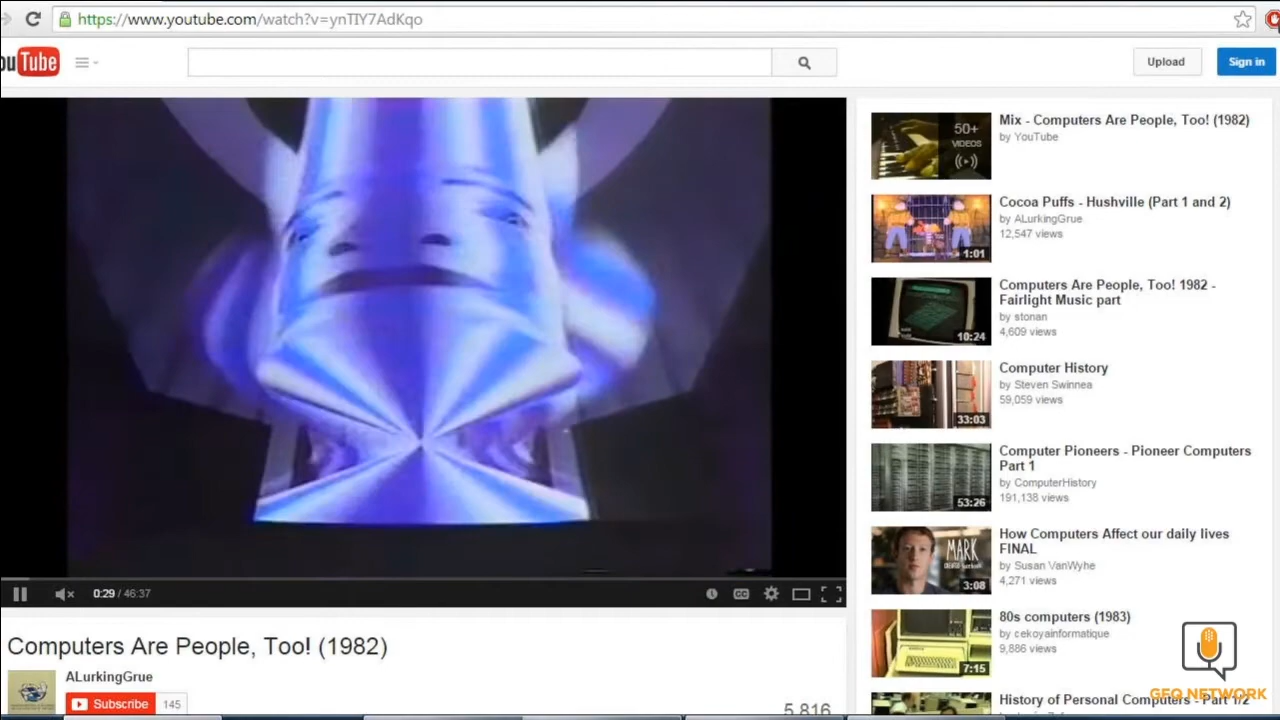 https://www.youtube.com/watch?v=ynTIY7AdKqo
ouTube
Upload
Sign in
50+
VIDEOS
Mix - Computers Are People, Too! (1982)
by YouTube
1:01
Cocoa Puffs - Hushville (Part 1 and 2)
by ALurkingGrue
12,547 views
10:24
Computers Are People, Too! 1982 -
Fairlight Music part
by stonan
4,609 views
33:03
Computer History
by Steven Swinnea
59,059 views
53:26
Computer Pioneers - Pioneer Computers
Part 1
by ComputerHistory
191,138 views
MARK
3:08
How Computers Affect our daily lives
FINAL
by Susan VanWyhe
4,271 views
7:15
80s computers (1983)
by cekoyainformatique
9,886 views
History of Personal Computers - Part 1/2
0:29 / 46:37
CC
Computers Are People, Too! (1982)
ALurkingGrue
Subscribe 145
5,816
GEQ NETWORK